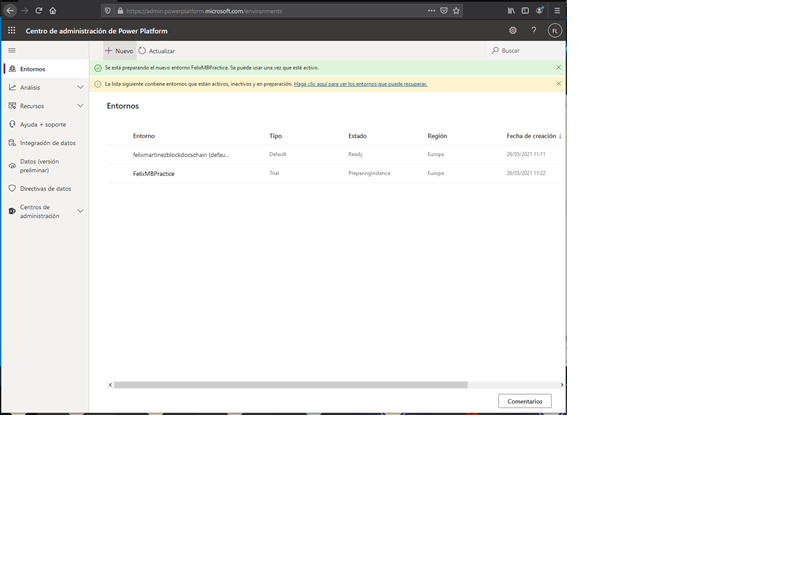 https://admin.powerplatform.microsoft.com/environments
Centro de administración de Power Platform
FL
Nuevo
Actualizar
Buscar
Entornos
Análisis
Recursos
Ayuda + soporte
Integración de datos
Datos (versión
preliminar)
Directivas de datos
Centros de
administración
Se está preparando el nuevo entorno FelixMBPractice. Se puede usar una vez que esté activo.
La lista siguiente contiene entornos que están activos, inactivos y en preparación. Haga clic aquí para ver los entornos que puede recuperar.
Entornos
Entorno Tipo Estado Región Fecha de creación ↓
felixmartinezblockdocschain (defau... Default Ready Europa 26/05/2021 11:11
FelixMBPractice Trial PreparingInstance Europa 26/05/2021 11:22
Comentarios